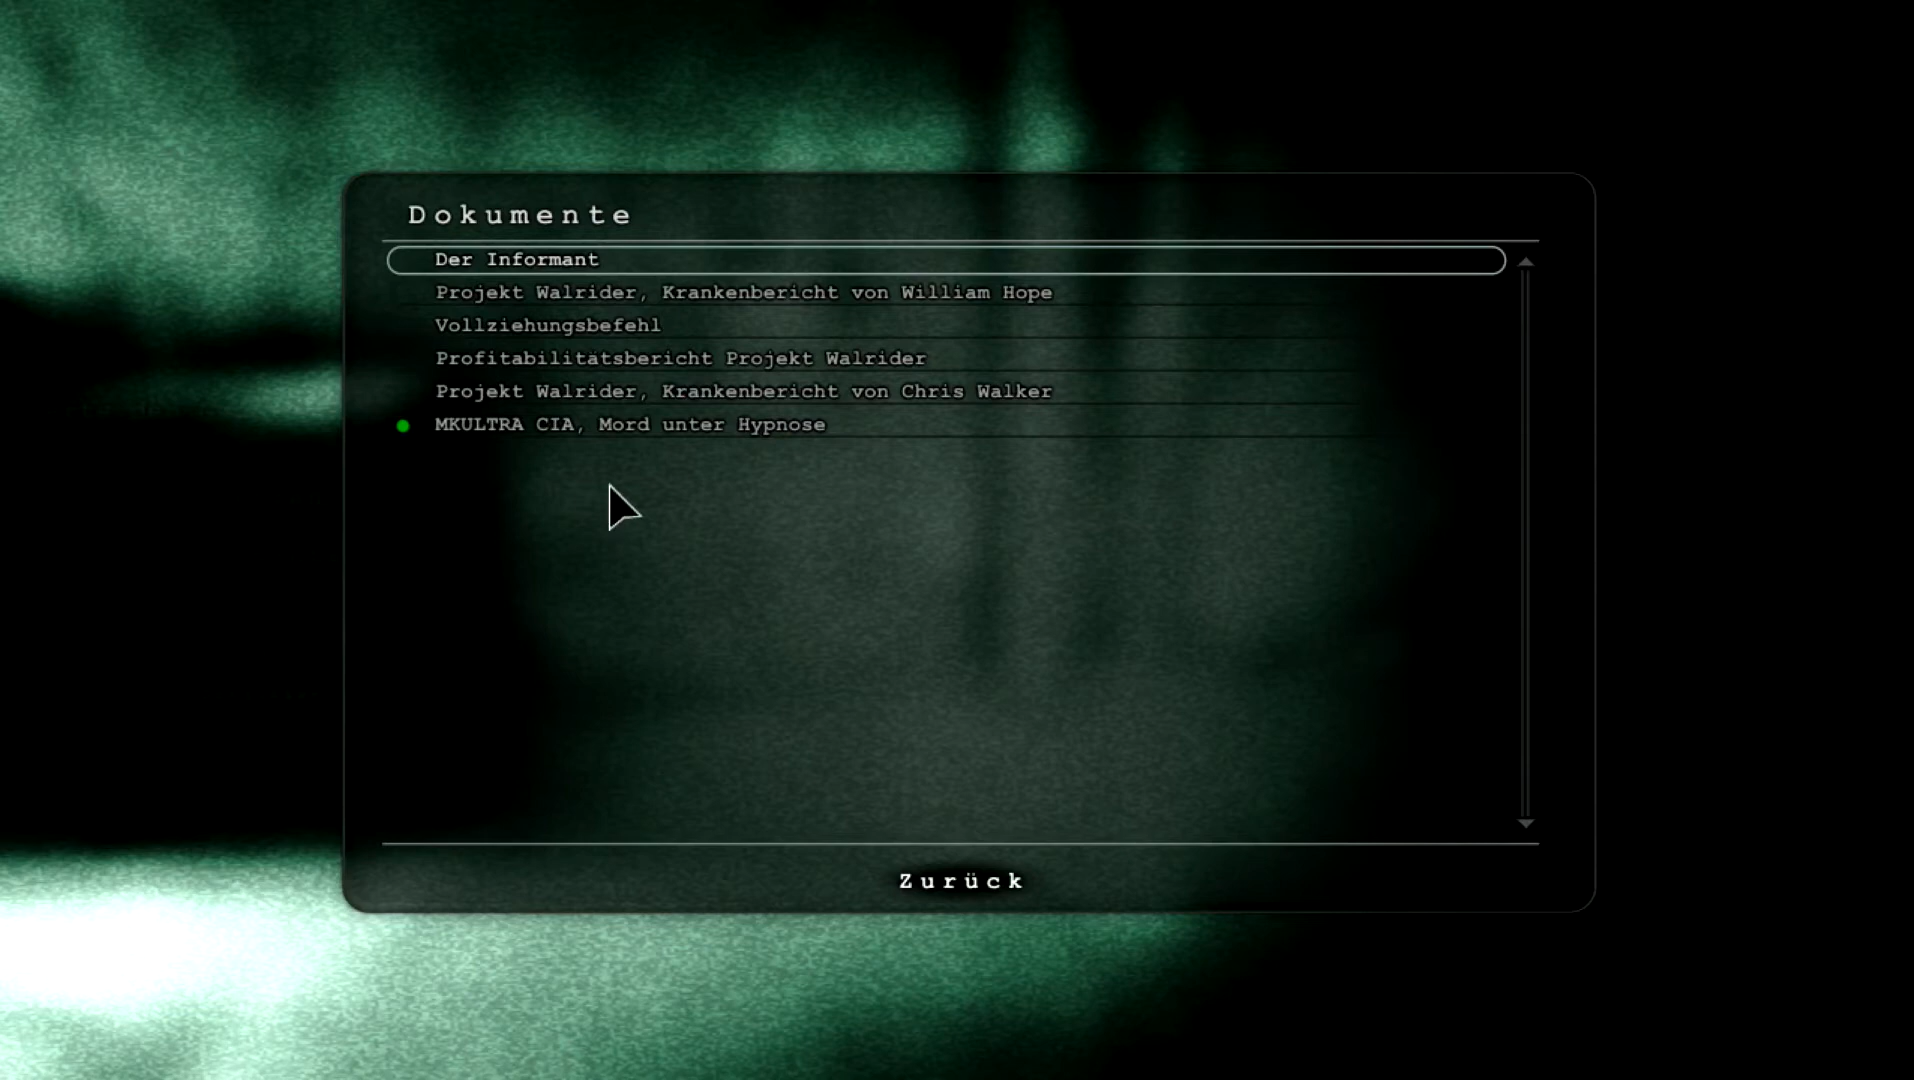 Dokumente
Der Informant
Projekt Walrider, Krankenbericht von William Hope
Vollziehungsbefehl
Profitabilitätsbericht Projekt Walrider
Projekt Walrider, Krankenbericht von Chris Walker
MKULTRA CIA, Mord unter Hypnose
Zurück